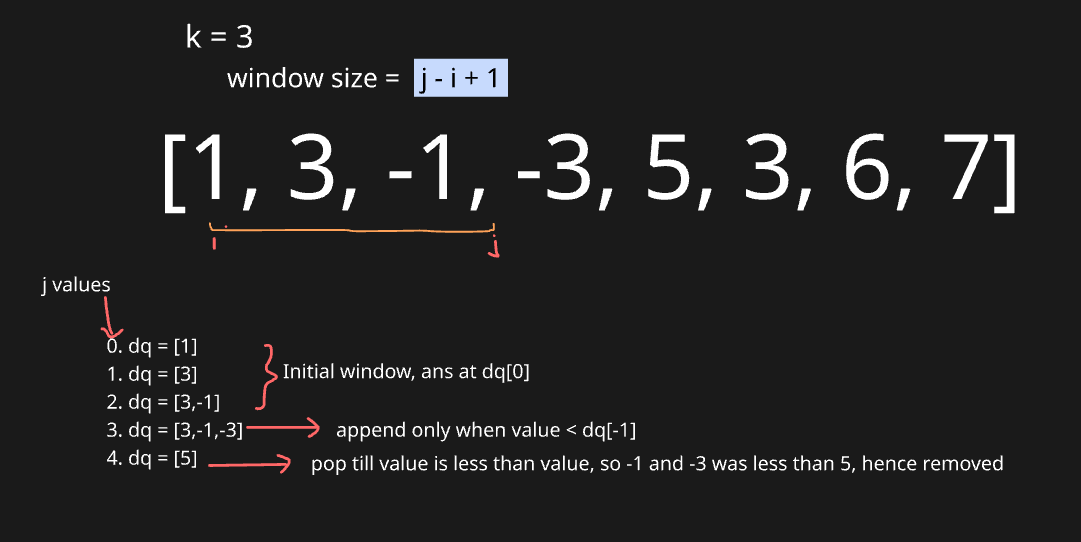 k = 3
window size = j - i + 1
[1, 3, -1, -3, 5, 3, 6, 7]
i j
j values
0. dq = [1]
1. dq = [3]
Initial window, ans at dq[0]
2. dq = [3,-1]
3. dq = [3,-1,-3] append only when value < dq[-1]
4. dq = [5] pop till value is less than value, so -1 and -3 was less than 5, hence removed